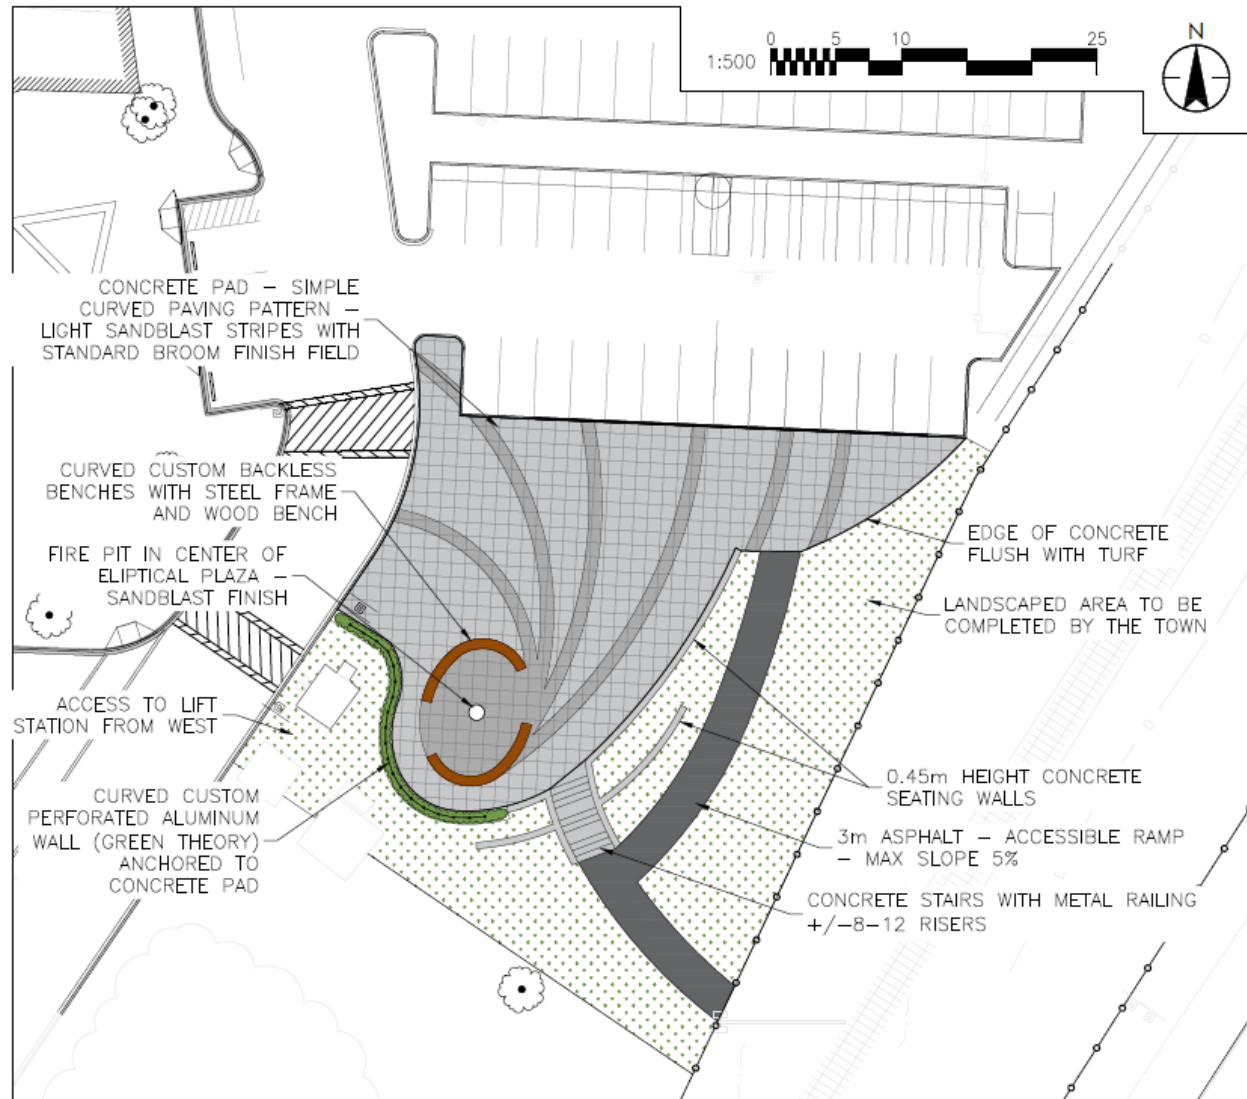 0 5 10 25
1:500
N
CONCRETE PAD – SIMPLE
CURVED PAVING PATTERN –
LIGHT SANDBLAST STRIPES WITH
STANDARD BROOM FINISH FIELD
CURVED CUSTOM BACKLESS
BENCHES WITH STEEL FRAME
AND WOOD BENCH
FIRE PIT IN CENTER OF
ELIPTICAL PLAZA –
SANDBLAST FINISH
ACCESS TO LIFT
STATION FROM WEST
CURVED CUSTOM
PERFORATED ALUMINUM
WALL (GREEN THEORY)
ANCHORED TO
CONCRETE PAD
EDGE OF CONCRETE
FLUSH WITH TURF
LANDSCAPED AREA TO BE
COMPLETED BY THE TOWN
0.45m HEIGHT CONCRETE
SEATING WALLS
3m ASPHALT – ACCESSIBLE RAMP
– MAX SLOPE 5%
CONCRETE STAIRS WITH METAL RAILING
+/–8–12 RISERS